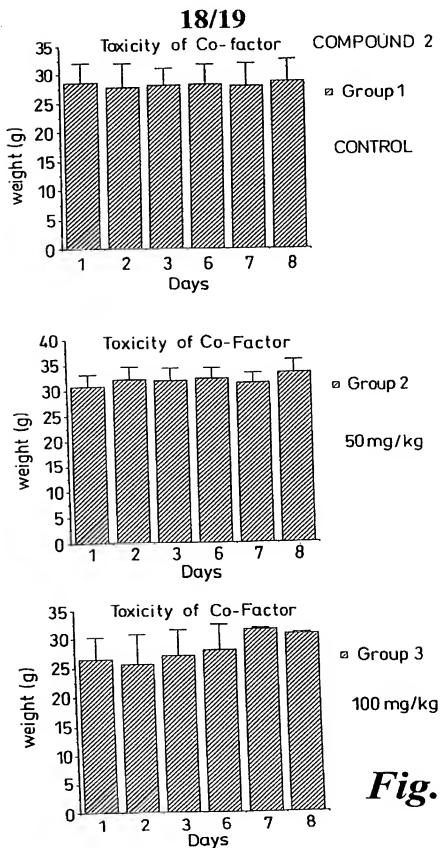 18/19
Toxicity of Co-factor
COMPOUND 2
35
30
25
20
15
10
5
0
weight (g)
Group 1
CONTROL
1 2 3 6 7 8
Days
Toxicity of Co-Factor
40
35
30
25
20
15
10
5
0
weight (g)
Group 2
50mg/kg
1 2 3 6 7 8
Days
Toxicity of Co-Factor
35
30
25
20
15
10
5
0
weight (g)
Group 3
100 mg/kg
1 2 3 6 7 8
Days
Fig.